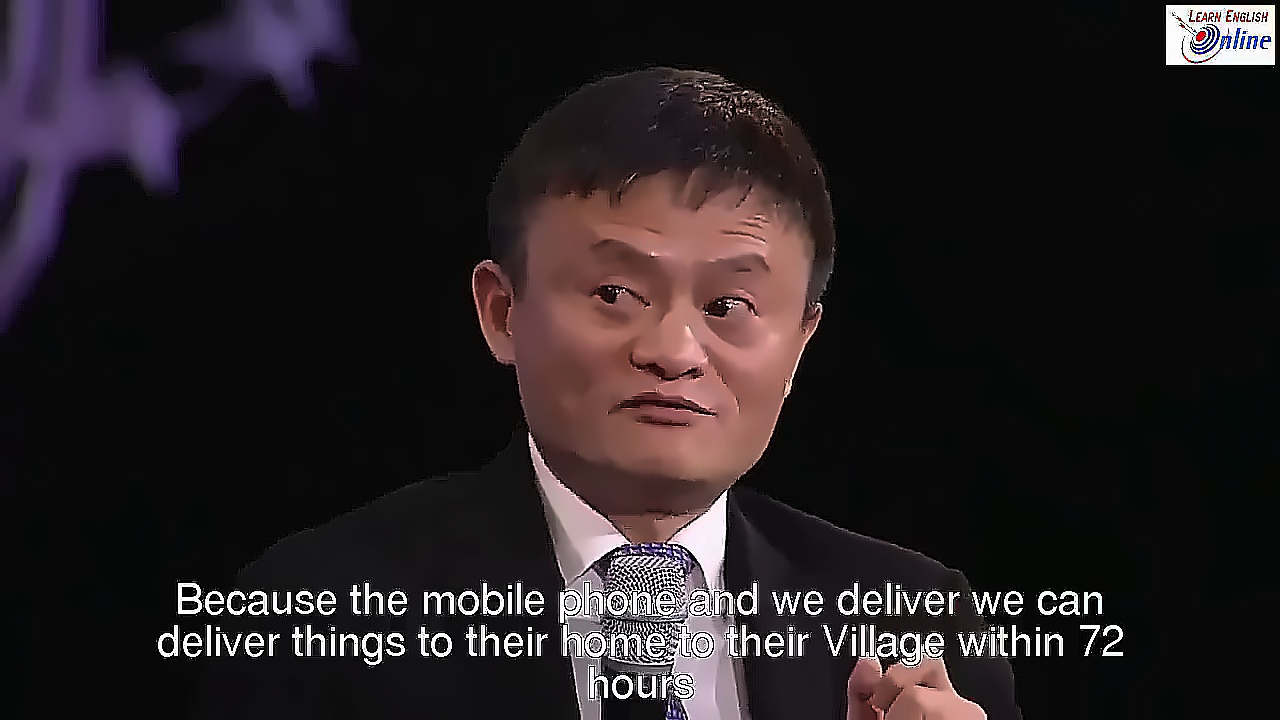 LEARN ENGLISH
Online
Because the mobile phone and we deliver we can
deliver things to their home to their Village within 72
hours